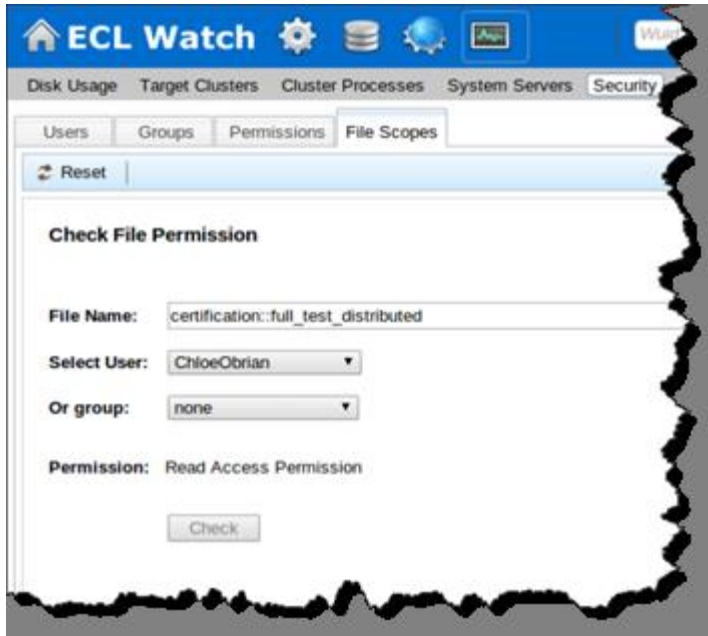 ECL Watch
Disk Usage Target Clusters Cluster Processes System Servers Security
Users Groups Permissions File Scopes
Reset
Check File Permission
File Name: certification::full_test_distributed
Select User: ChloeObrian
Or group: none
Permission: Read Access Permission
Check